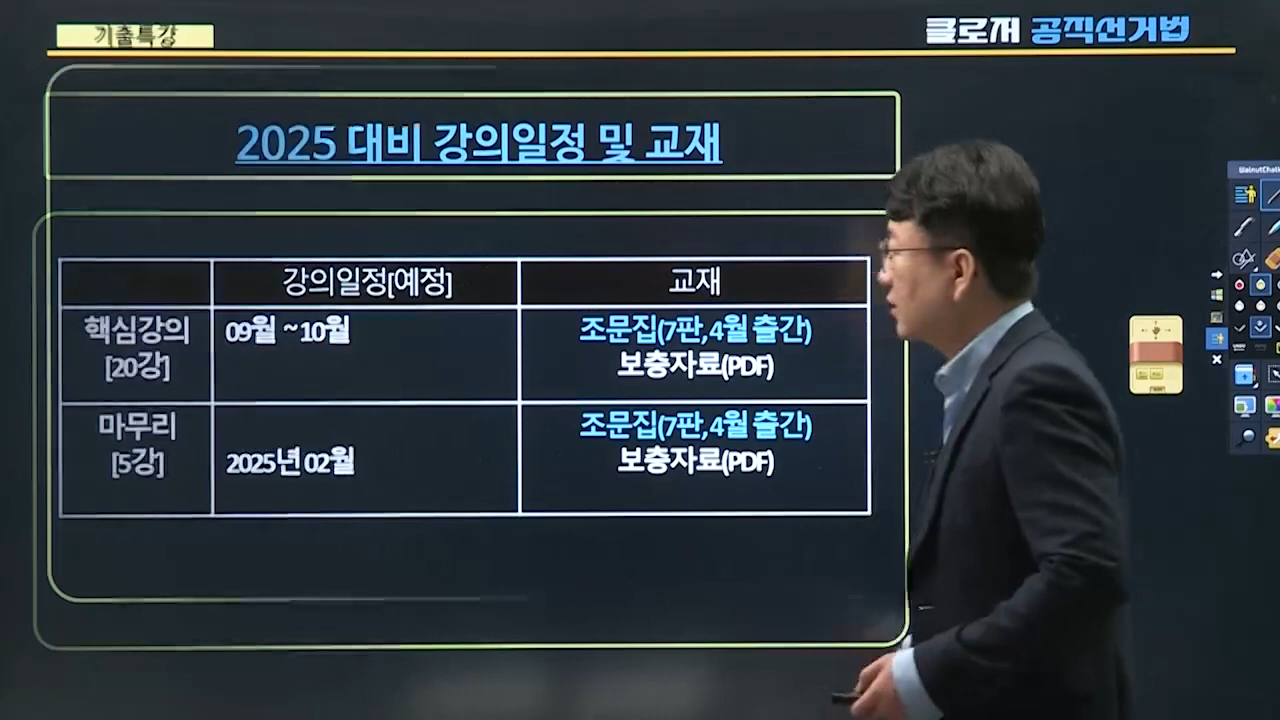 기출특강
클로저 공직선거법
2025 대비 강의일정 및 교재
강의일정[예정] 교재
핵심강의
[20강]
09월 ~ 10월
조문집(7판, 4월 출간)
보충자료(PDF)
마무리
[5강]
2025년 02월
조문집(7판, 4월 출간)
보충자료(PDF)
WalnutChalk